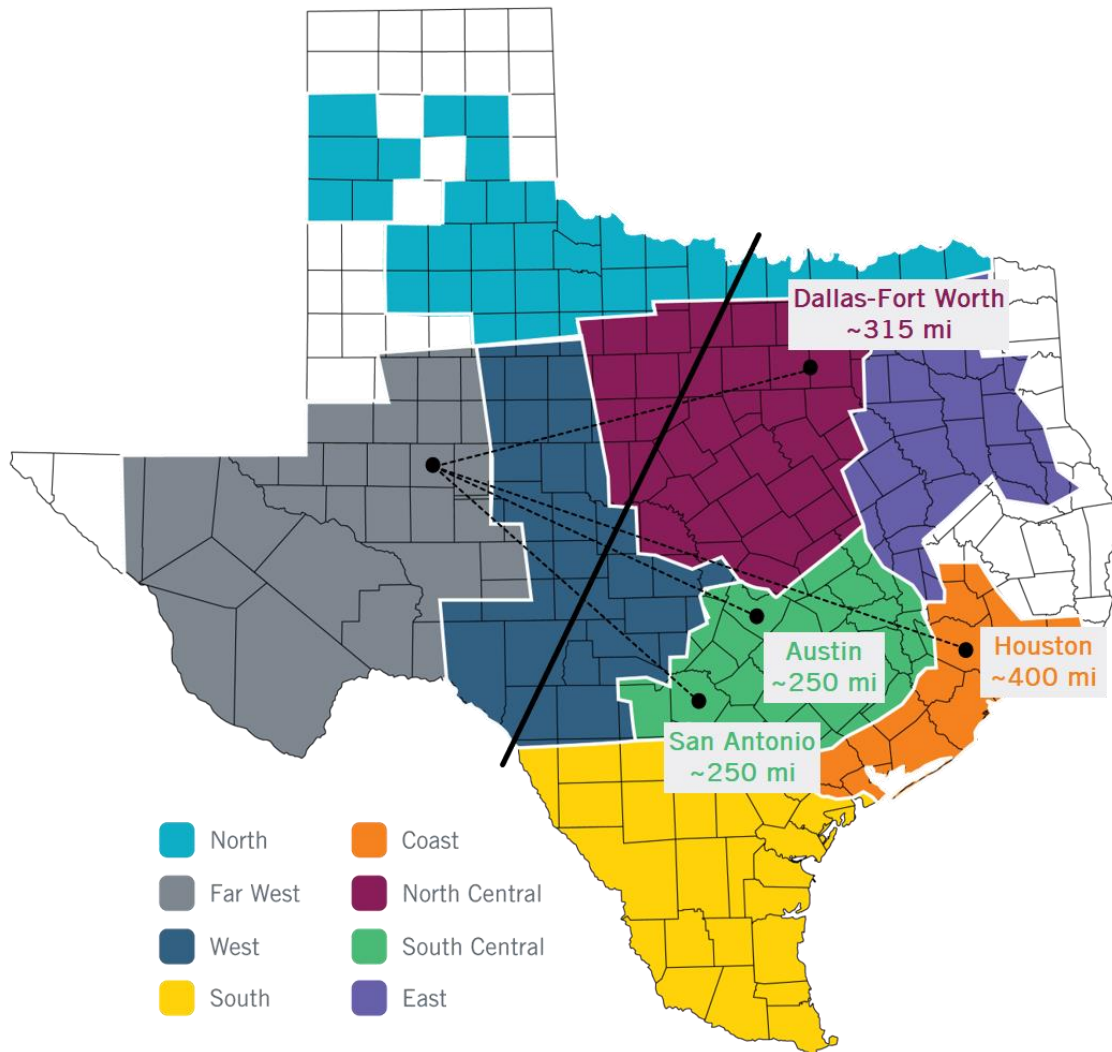 Dallas-Fort Worth
~315 mi
Austin
~250 mi
Houston
~400 mi
San Antonio
~250 mi
North
Far West
West
South
Coast
North Central
South Central
East